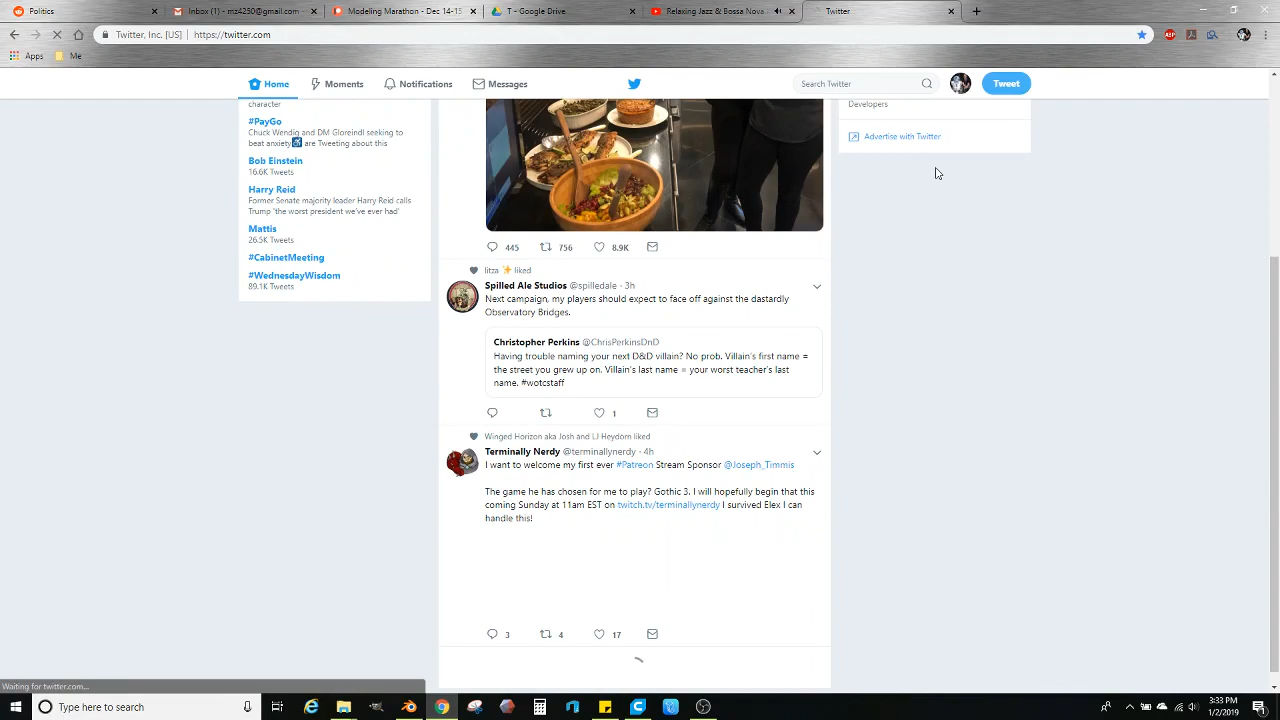 Politics
Inbox (1) - mz4250@gmail.com
Modeling Marathon - Dec 14-15
T - Google Drive
Relaxing Jazz & Bossa Nova
Twitter
Twitter, Inc. [US] | https://twitter.com
ABP
Apps
Me
Home
Moments
Notifications
Messages
Search Twitter
Tweet
character
#PayGo
Chuck Wendig and DM Gloreindl seeking to
beat anxiety are Tweeting about this
Bob Einstein
16.6K Tweets
Harry Reid
Former Senate majority leader Harry Reid calls
Trump 'the worst president we've ever had'
Mattis
26.5K Tweets
#CabinetMeeting
#WednesdayWisdom
89.1K Tweets
445 756 8.9K
litza ✨ liked
Spilled Ale Studios @spilledale · 3h
Next campaign, my players should expect to face off against the dastardly
Observatory Bridges.
Christopher Perkins @ChrisPerkinsDnD
Having trouble naming your next D&D villain? No prob. Villain's first name =
the street you grew up on. Villain's last name = your worst teacher's last
name. #wotcstaff
1
Winged Horizon aka Josh and LJ Heydorn liked
Terminally Nerdy @terminallynerdy · 4h
I want to welcome my first ever #Patreon Stream Sponsor @Joseph_Timmis
The game he has chosen for me to play? Gothic 3. I will hopefully begin that this
coming Sunday at 11am EST on twitch.tv/terminallynerdy I survived Elex I can
handle this!
3 4 17
Developers
Advertise with Twitter
Waiting for twitter.com...
Type here to search
3:33 PM
1/2/2019